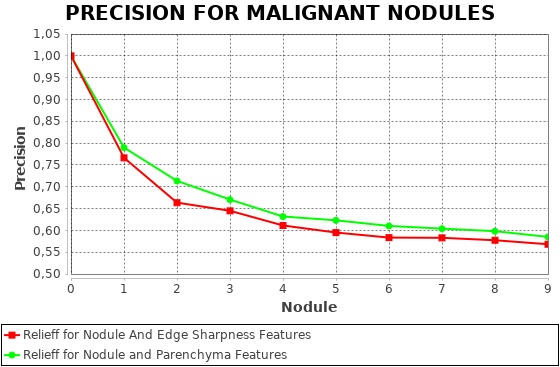 PRECISION FOR MALIGNANT NODULES
1,05
1,00
0,95
0,90
0,85
0,80
0,75
0,70
0,65
0,60
0,55
0,50
Precision
0 1 2 3 4 5 6 7 8 9
Nodule
Relieff for Nodule And Edge Sharpness Features
Relieff for Nodule and Parenchyma Features